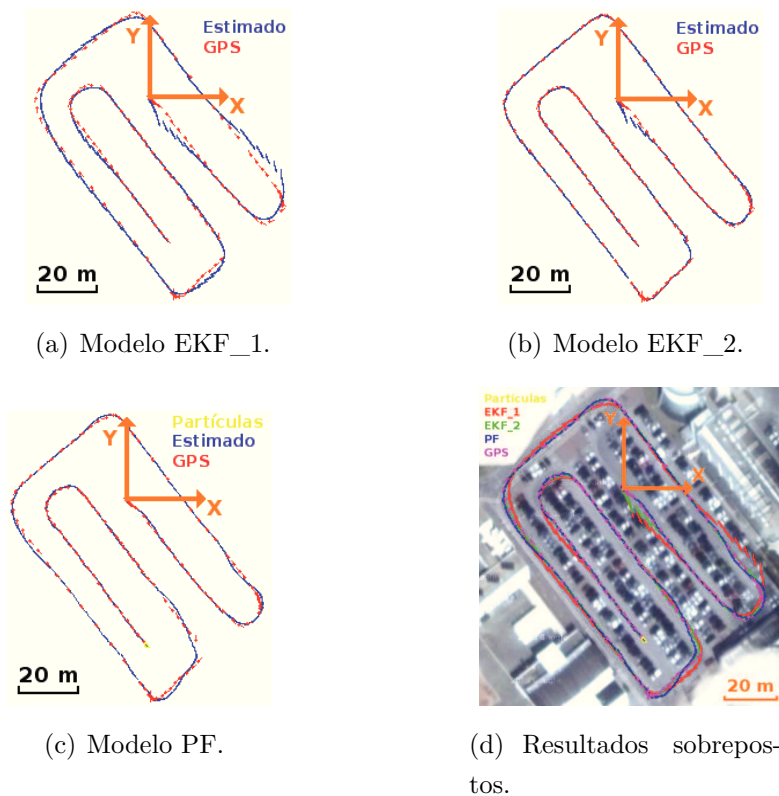 Y
Estimado
GPS
X
20 m
(a) Modelo EKF_1.
Y
Estimado
GPS
X
20 m
(b) Modelo EKF_2.
Partículas
Estimado
GPS
Y
X
20 m
(c) Modelo PF.
Partículas
EKF_1
EKF_2
PF
GPS
Y
X
20 m
(d) Resultados sobrepos-
tos.